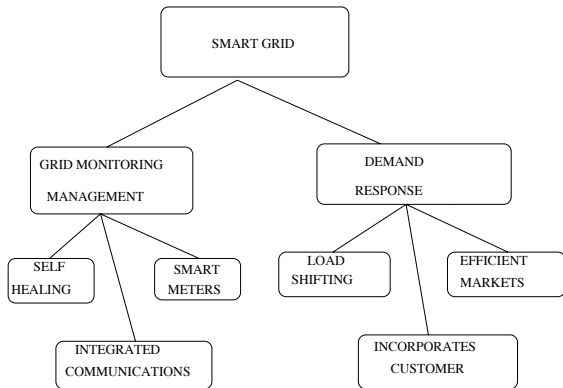 SMART GRID
GRID MONITORING
MANAGEMENT
DEMAND
RESPONSE
SELF
HEALING
SMART
METERS
LOAD
SHIFTING
EFFICIENT
MARKETS
INTEGRATED
COMMUNICATIONS
INCORPORATES
CUSTOMER